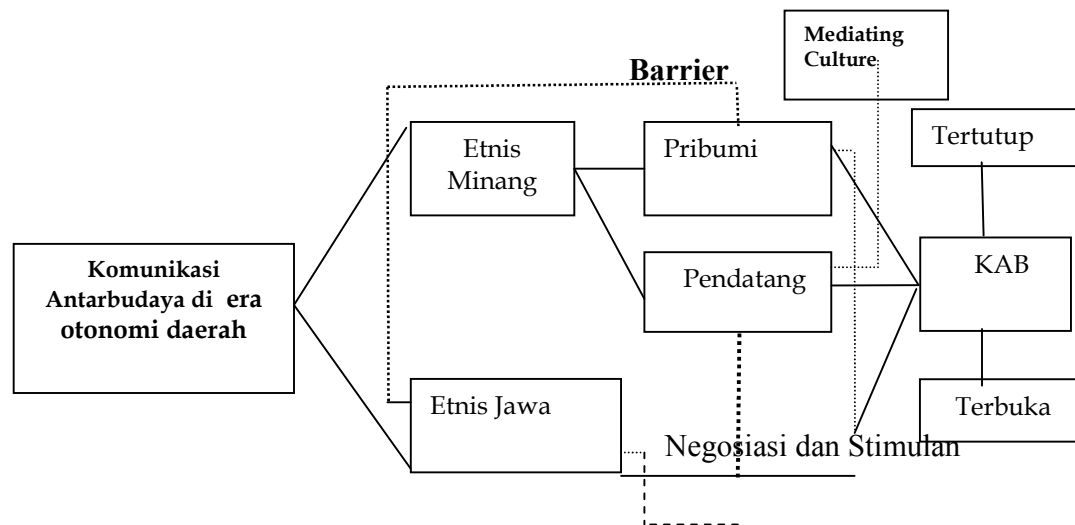 Mediating
Culture
Barrier
Tertutup
Etnis
Minang
Pribumi
KAB
Pendatang
Komunikasi
Antarbudaya di era
otonomi daerah
Etnis Jawa
Terbuka
Negosiasi dan Stimulan